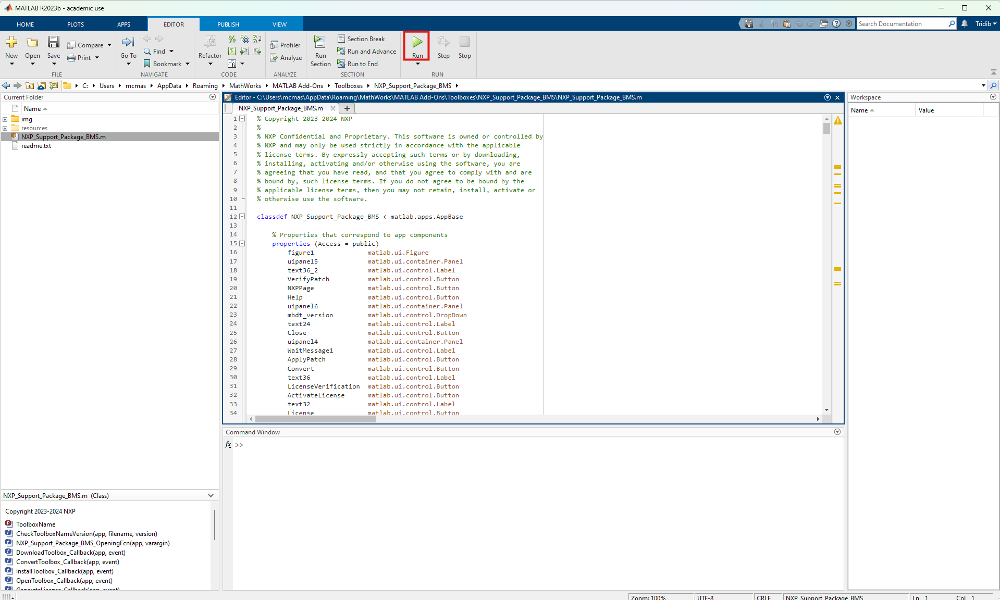 MATLAB R2023b - academic use
HOME PLOTS APPS EDITOR PUBLISH VIEW
Search Documentation
Tridib
New Open Save Compare Print
FILE
Go To Find Bookmark
NAVIGATE
Refactor
CODE
Profiler Analyze
ANALYZE
Run Section Section Break Run and Advance Run to End
SECTION
Run Step Stop
RUN
C: Users mcmas AppData Roaming MathWorks MATLAB Add-Ons Toolboxes NXP_Support_Package_BMS
Current Folder
Name
img
resources
NXP_Support_Package_BMS.m
readme.txt
NXP_Support_Package_BMS.m (Class)
Copyright 2023-2024 NXP
ToolboxName
CheckToolboxNameVersion(app, filename, version)
NXP_Support_Package_BMS_OpeningFcn(app, varargin)
DownloadToolbox_Callback(app, event)
ConvertToolbox_Callback(app, event)
InstallToolbox_Callback(app, event)
OpenToolbox_Callback(app, event)
GenerateLicense_Callback(app, event)
Editor - C:\Users\mcmas\AppData\Roaming\MathWorks\MATLAB Add-Ons\Toolboxes\NXP_Support_Package_BMS\NXP_Support_Package_BMS.m
NXP_Support_Package_BMS.m
1 % Copyright 2023-2024 NXP
2 %
3 % NXP Confidential and Proprietary. This software is owned or controlled by
4 % NXP and may only be used strictly in accordance with the applicable
5 % license terms. By expressly accepting such terms or by downloading,
6 % installing, activating and/or otherwise using the software, you are
7 % agreeing that you have read, and that you agree to comply with and are
8 % bound by, such license terms. If you do not agree to be bound by the
9 % applicable license terms, then you may not retain, install, activate or
10 % otherwise use the software.
11
12 classdef NXP_Support_Package_BMS < matlab.apps.AppBase
13
14 % Properties that correspond to app components
15 properties (Access = public)
16 figure1 matlab.ui.Figure
17 uipanel5 matlab.ui.container.Panel
18 text36_2 matlab.ui.control.Label
19 VerifyPatch matlab.ui.control.Button
20 NXPPage matlab.ui.control.Button
21 Help matlab.ui.control.Button
22 uipanel6 matlab.ui.container.Panel
23 mbdt_version matlab.ui.control.DropDown
24 text24 matlab.ui.control.Label
25 Close matlab.ui.control.Button
26 uipanel4 matlab.ui.container.Panel
27 WaitMessage1 matlab.ui.control.Label
28 ApplyPatch matlab.ui.control.Button
29 Convert matlab.ui.control.Button
30 text36 matlab.ui.control.Label
31 LicenseVerification matlab.ui.control.Button
32 ActivateLicense matlab.ui.control.Button
33 text32 matlab.ui.control.Label
34 License matlab.ui.control.Button
Command Window
fx >>
Workspace
Name Value
Zoom: 100% UTF-8 CRLF NXP_Support_Package_BMS Ln 1 Col 1